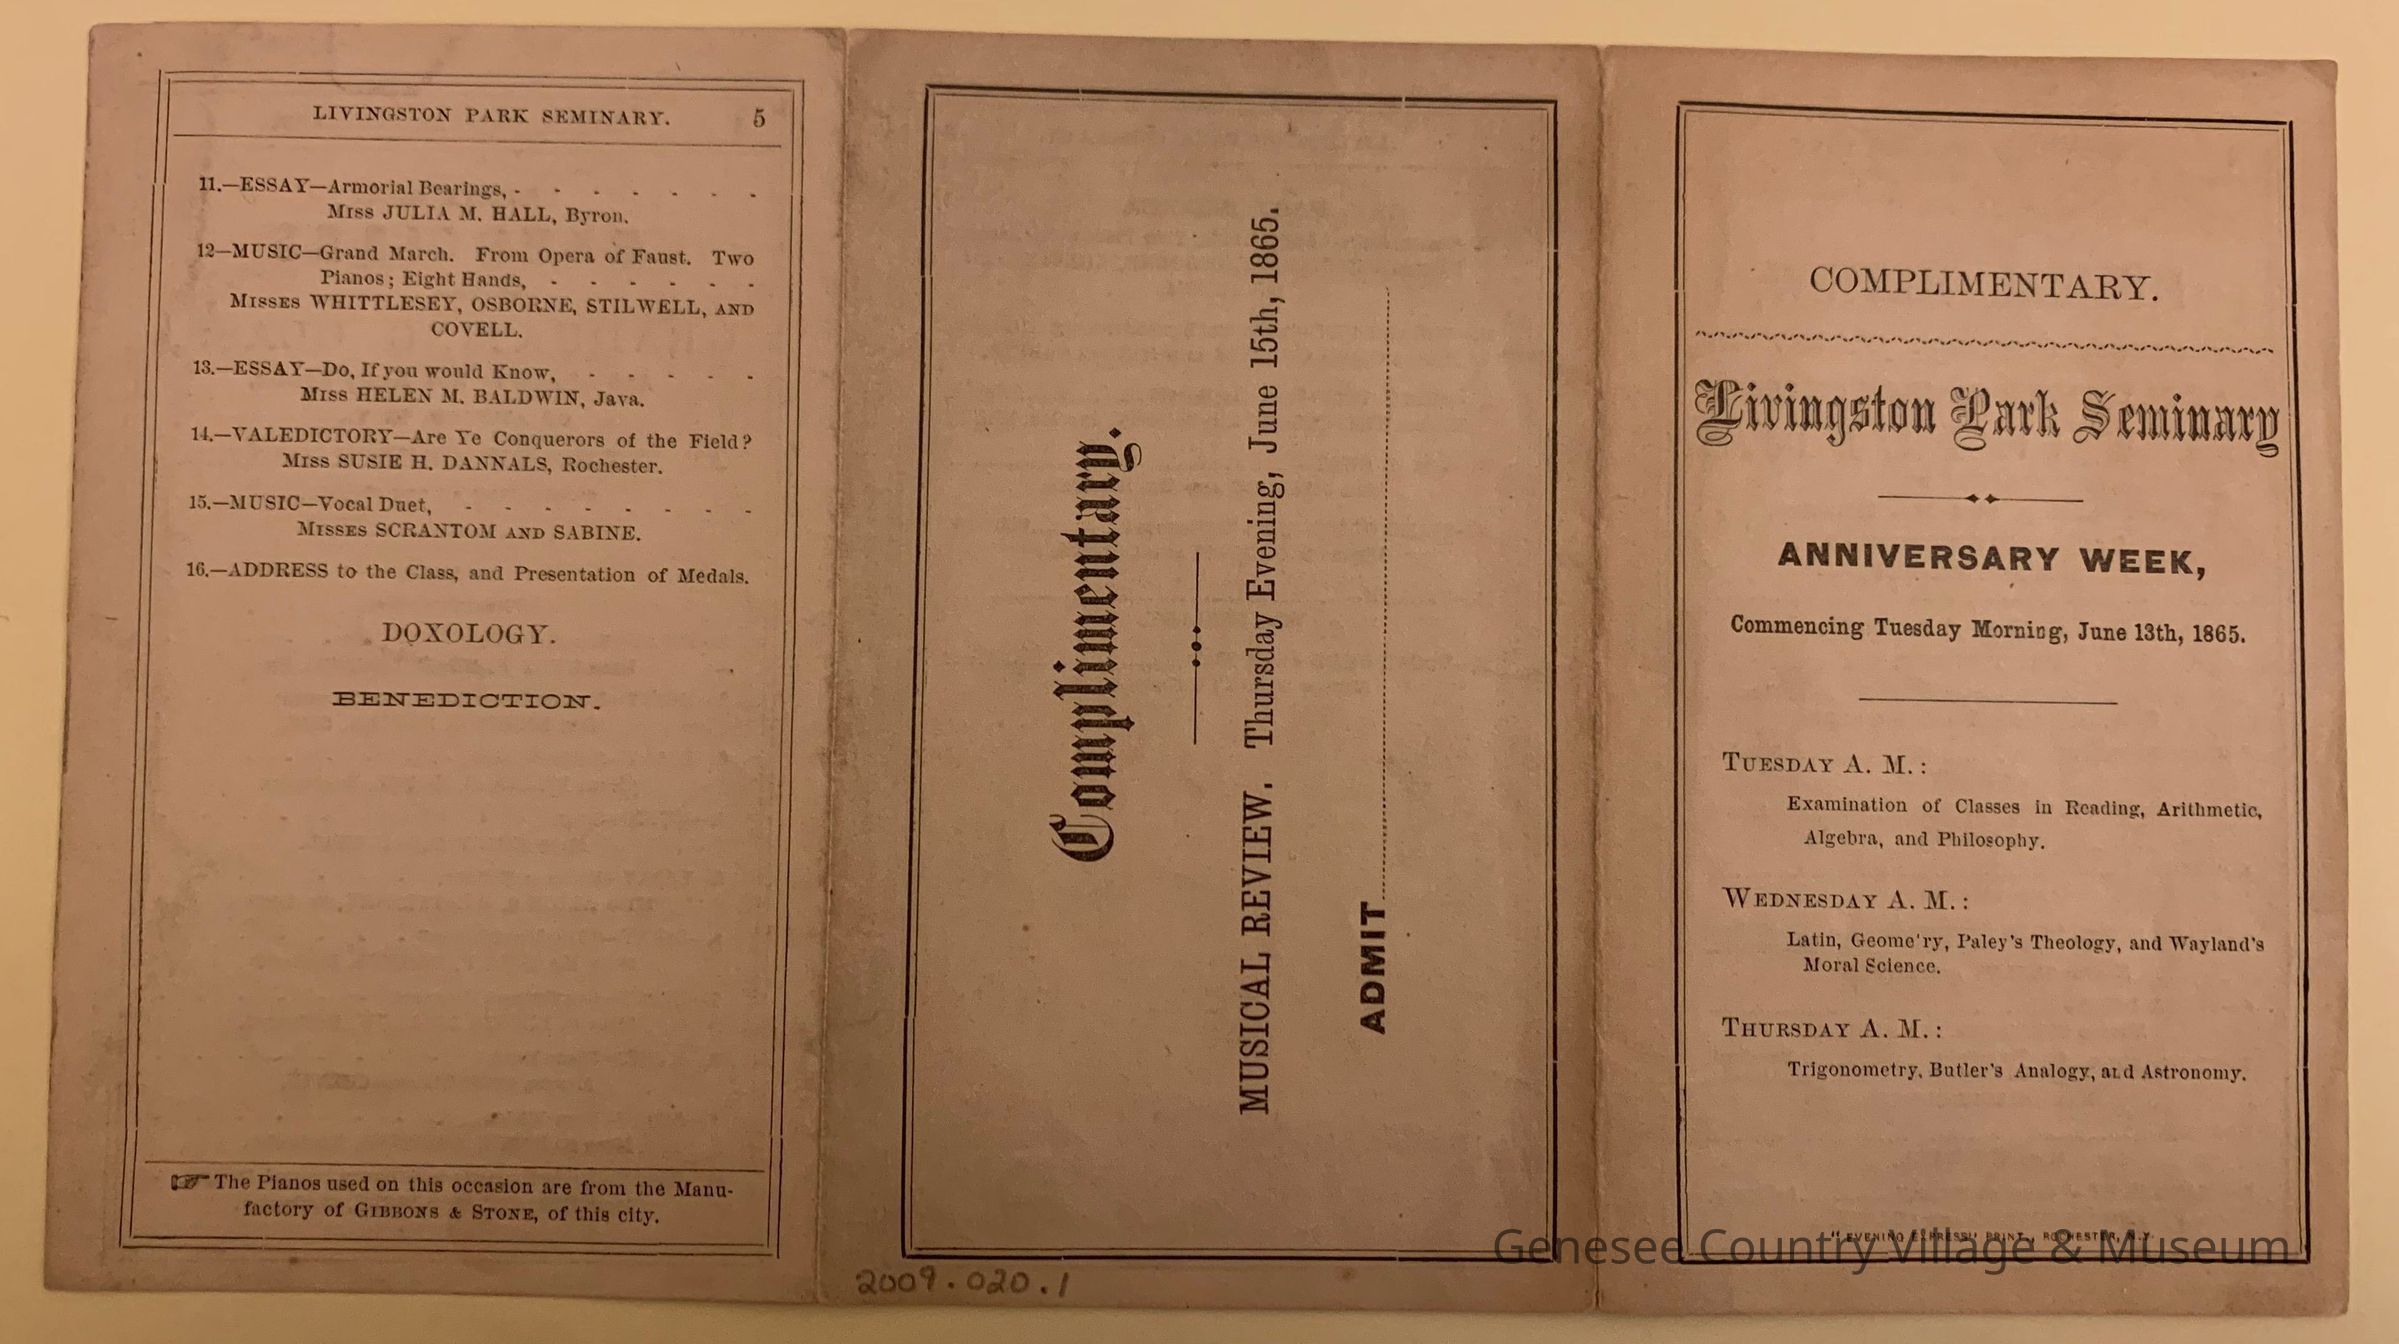 LIVINGSTON PARK SEMINARY. 5
11.—ESSAY—Armorial Bearings, - - - - - - -
Miss JULIA M. HALL, Byron.
12—MUSIC—Grand March. From Opera of Faust. Two
Pianos; Eight Hands, - - - - - -
Misses WHITTLESEY, OSBORNE, STILWELL, AND
COVELL.
13.—ESSAY—Do, If you would Know, - - - - -
Miss HELEN M. BALDWIN, Java.
14.—VALEDICTORY—Are Ye Conquerors of the Field?
Miss SUSIE H. DANNALS, Rochester.
15.—MUSIC—Vocal Duet, - - - - - - - -
Misses SCRANTOM AND SABINE.
16.—ADDRESS to the Class, and Presentation of Medals.
DOXOLOGY.
BENEDICTION.
☞ The Pianos used on this occasion are from the Manu-
factory of GIBBONS & STONE, of this city.
Complimentary.
MUSICAL REVIEW. Thursday Evening, June 15th, 1865.
ADMIT
2009.020.1
COMPLIMENTARY.
Livingston Park Seminary
ANNIVERSARY WEEK,
Commencing Tuesday Morning, June 13th, 1865.
TUESDAY A. M.:
Examination of Classes in Reading, Arithmetic,
Algebra, and Philosophy.
WEDNESDAY A. M.:
Latin, Geome'ry, Paley's Theology, and Wayland's
Moral Science.
THURSDAY A. M.:
Trigonometry, Butler's Analogy, and Astronomy.
"EVENING EXPRESS" PRINT., ROCHESTER, N.Y.
Genesee Country Village & Museum